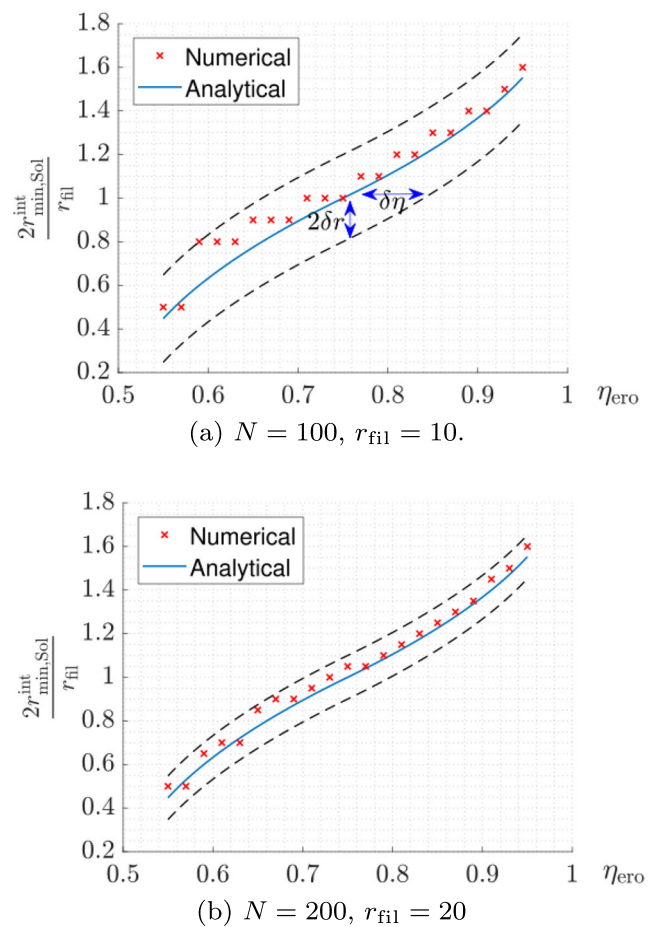 1.8
Numerical
Analytical
1.6
1.4
1.2
1
0.8
0.6
0.4
0.2
2r^int_min,Sol / r_fil
δη
2δr
0.5 0.6 0.7 0.8 0.9 1 η_ero
(a) N = 100, r_fil = 10.
1.8
Numerical
Analytical
1.6
1.4
1.2
1
0.8
0.6
0.4
0.2
2r^int_min,Sol / r_fil
0.5 0.6 0.7 0.8 0.9 1 η_ero
(b) N = 200, r_fil = 20